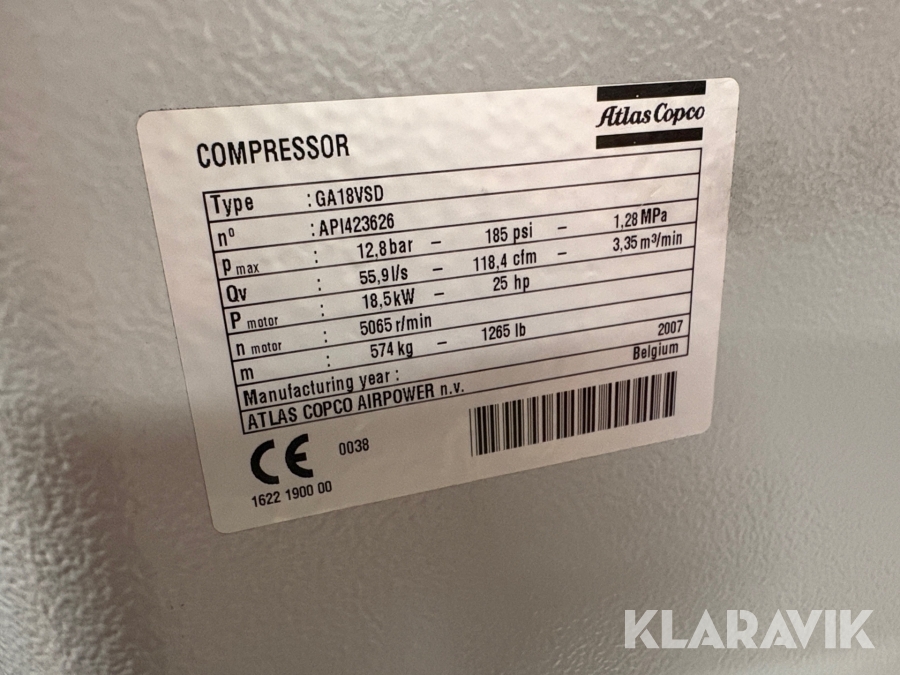 Atlas Copco
COMPRESSOR
Type : GA18VSD
nº : API423626
p max : 12,8 bar – 185 psi – 1,28 MPa
Qv : 55,9 l/s – 118,4 cfm – 3,35 m³/min
P motor : 18,5 kW – 25 hp
n motor : 5065 r/min
m : 574 kg – 1265 lb
Manufacturing year : 2007
ATLAS COPCO AIRPOWER n.v. Belgium
CE 0038
1622 1900 00
KLARAVIK